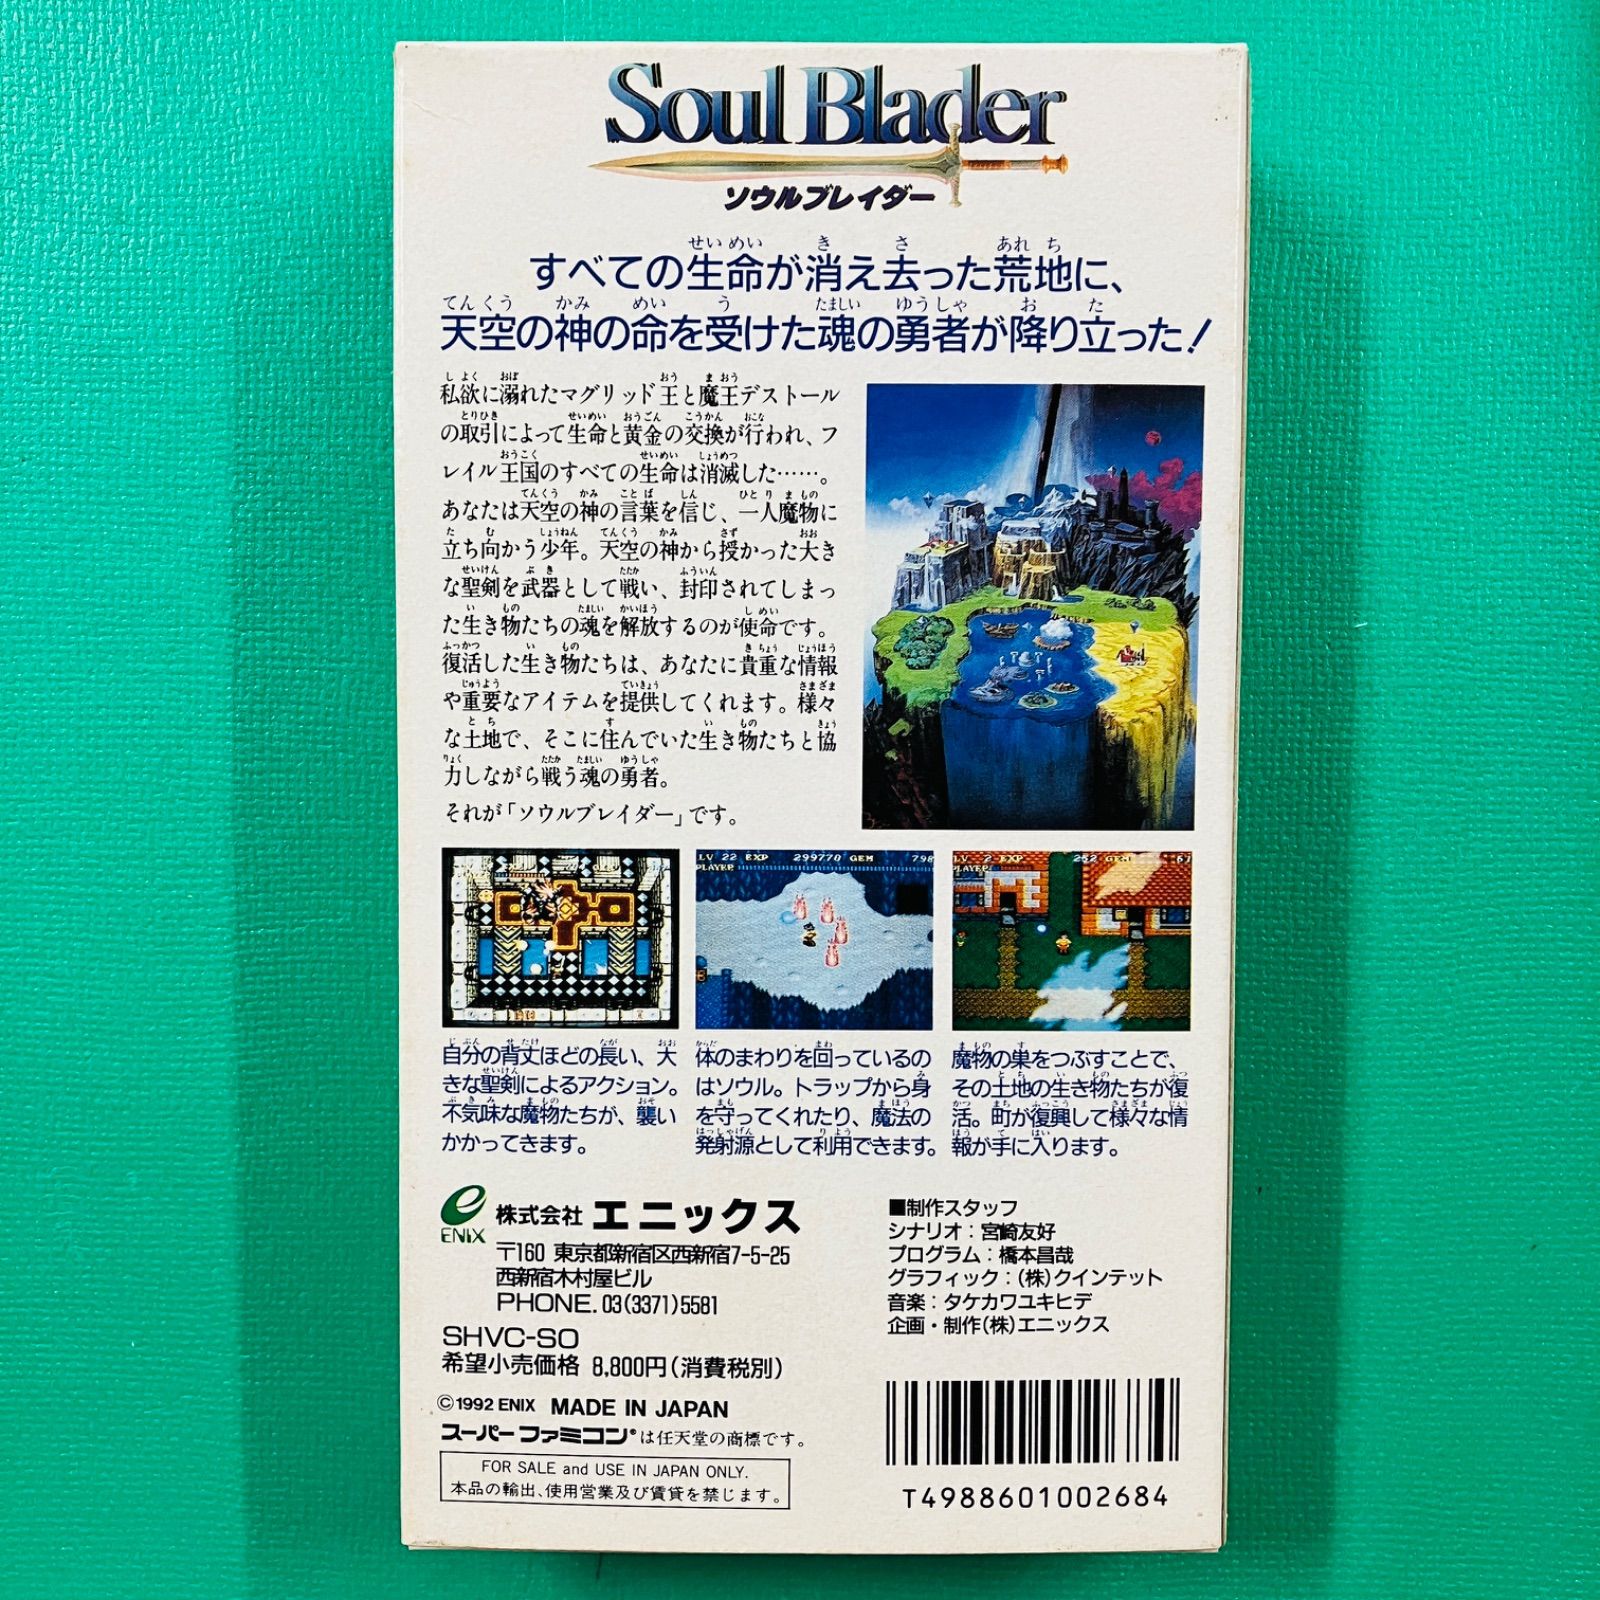 Soul Blader
ソウルブレイダー
すべての生命が消え去った荒地に、
天空の神の命を受けた魂の勇者が降り立った!
私欲に溺れたマグリッド王と魔王デストール
の取引によって生命と黄金の交換が行われ、フ
レイル王国のすべての生命は消滅した……。
あなたは天空の神の言葉を信じ、一人魔物に
立ち向かう少年。天空の神から授かった大き
な聖剣を武器として戦い、封印されてしまっ
た生き物たちの魂を解放するのが使命です。
復活した生き物たちは、あなたに貴重な情報
や重要なアイテムを提供してくれます。様々
な土地で、そこに住んでいた生き物たちと協
力しながら戦う魂の勇者。
それが「ソウルブレイダー」です。
LV 22 EXP 299770 GEM 798
PLAYER
LV 2 EXP 252 GEM 67
PLAYER
自分の背丈ほどの長い、大
きな聖剣によるアクション。
不気味な魔物たちが、襲い
かかってきます。
体のまわりを回っているの
はソウル。トラップから身
を守ってくれたり、魔法の
発射源として利用できます。
魔物の巣をつぶすことで、
その土地の生き物たちが復
活。町が復興して様々な情
報が手に入ります。
ENIX
株式会社 エニックス
〒160 東京都新宿区西新宿7-5-25
西新宿木村屋ビル
PHONE. 03(3371)5581
SHVC-SO
希望小売価格 8,800円(消費税別)
©1992 ENIX MADE IN JAPAN
スーパーファミコン®は任天堂の商標です。
FOR SALE and USE IN JAPAN ONLY.
本品の輸出、使用営業及び賃貸を禁じます。
■制作スタッフ
シナリオ:宮崎友好
プログラム:橋本昌哉
グラフィック:(株)クインテット
音楽:タケカワユキヒデ
企画・制作(株)エニックス
T4988601002684